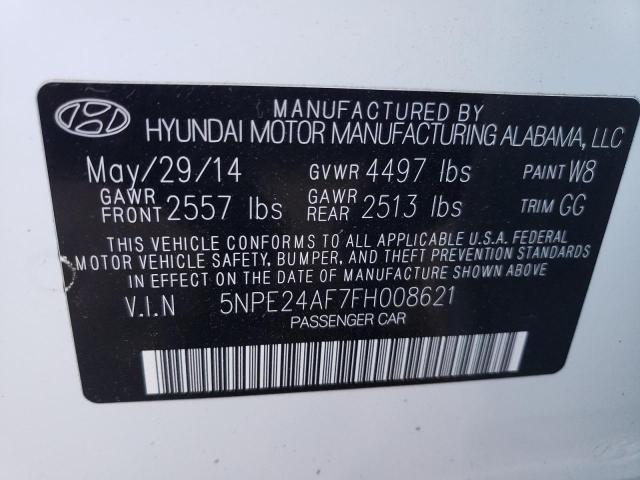 MANUFACTURED BY
HYUNDAI MOTOR MANUFACTURING ALABAMA, LLC
May/29/14 GVWR 4497 lbs PAINT W8
GAWR FRONT 2557 lbs GAWR REAR 2513 lbs TRIM GG
THIS VEHICLE CONFORMS TO ALL APPLICABLE U.S.A. FEDERAL
MOTOR VEHICLE SAFETY, BUMPER, AND THEFT PREVENTION STANDARDS
IN EFFECT ON THE DATE OF MANUFACTURE SHOWN ABOVE
V.I.N 5NPE24AF7FH008621
PASSENGER CAR